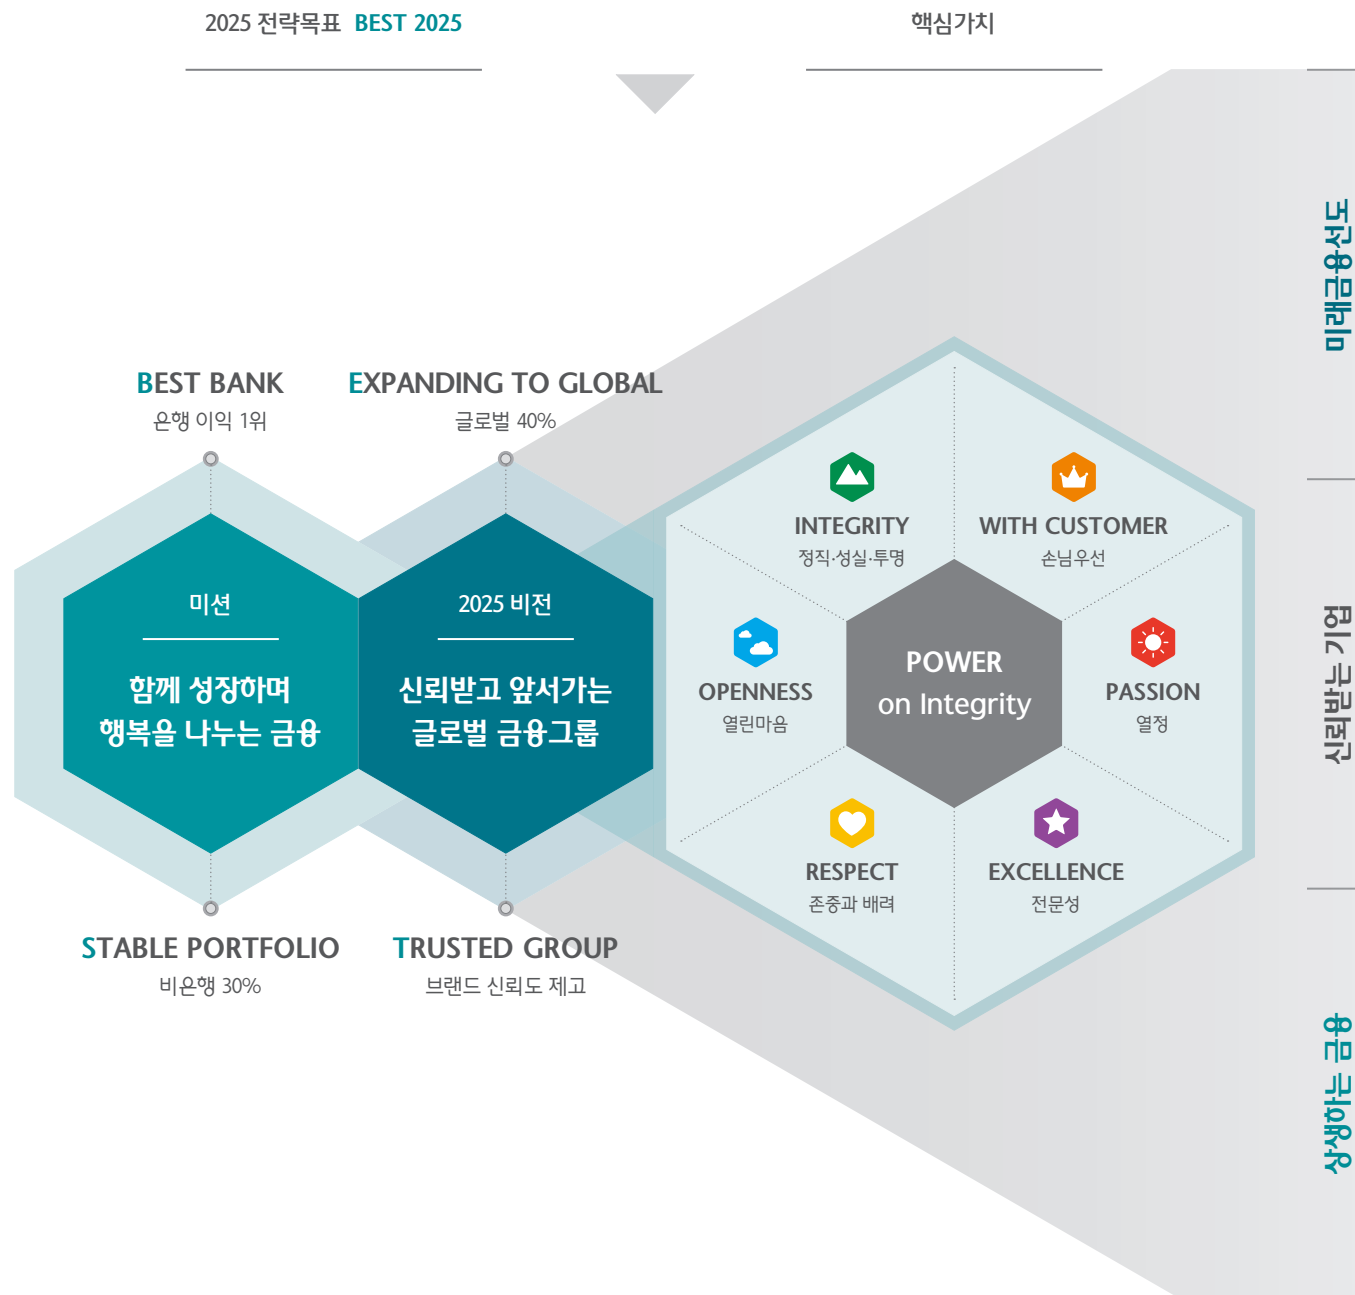 2025 전략목표 BEST 2025
핵심가치
BEST BANK
은행 이익 1위
EXPANDING TO GLOBAL
글로벌 40%
미션
함께 성장하며
행복을 나누는 금융
2025 비전
신뢰받고 앞서가는
글로벌 금융그룹
STABLE PORTFOLIO
비은행 30%
TRUSTED GROUP
브랜드 신뢰도 제고
INTEGRITY
정직·성실·투명
WITH CUSTOMER
손님우선
OPENNESS
열린마음
POWER
on Integrity
PASSION
열정
RESPECT
존중과 배려
EXCELLENCE
전문성
미래금융선도
신뢰받는 기업
상생하는 금융